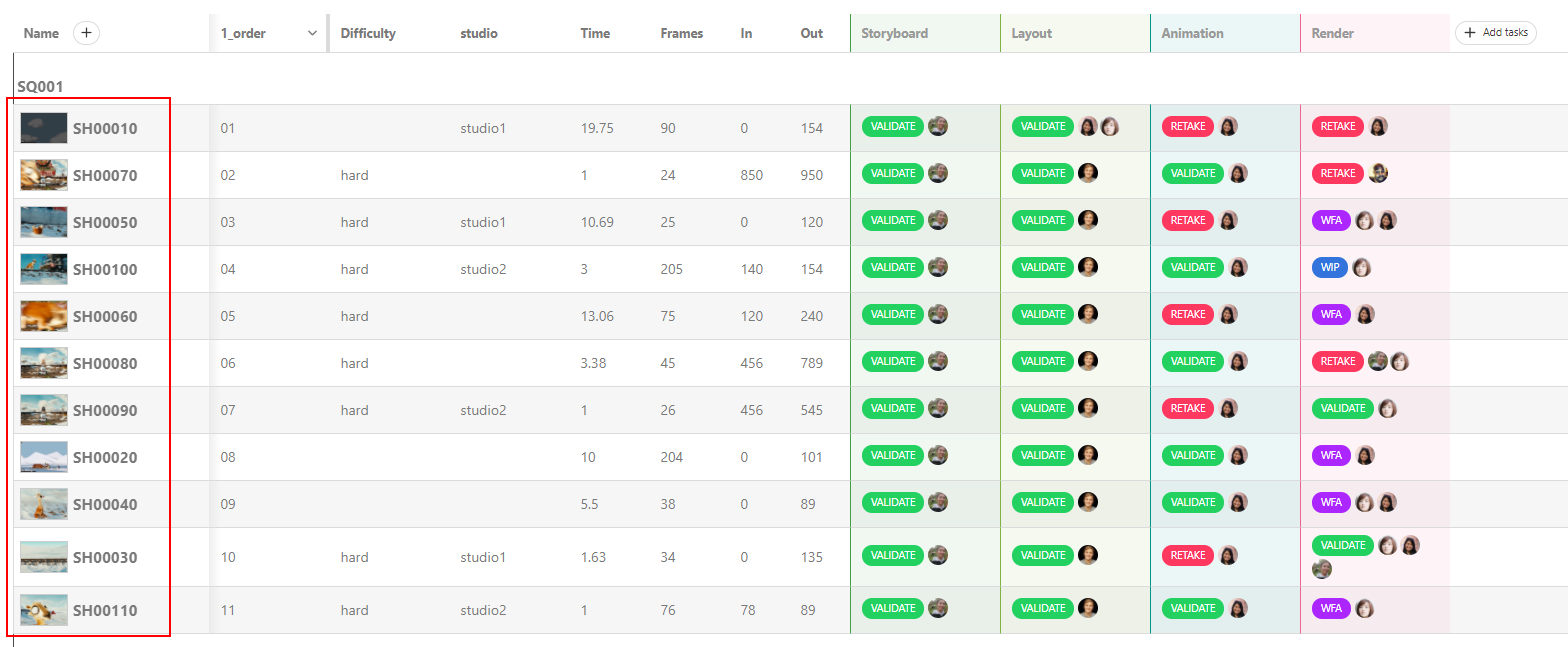 Name + 1_order Difficulty studio Time Frames In Out Storyboard Layout Animation Render + Add tasks
SQ001
SH00010 01 studio1 19.75 90 0 154 VALIDATE VALIDATE RETAKE RETAKE
SH00070 02 hard 1 24 850 950 VALIDATE VALIDATE VALIDATE RETAKE
SH00050 03 hard studio1 10.69 25 0 120 VALIDATE VALIDATE RETAKE WFA
SH00100 04 hard studio2 3 205 140 154 VALIDATE VALIDATE VALIDATE WIP
SH00060 05 hard 13.06 75 120 240 VALIDATE VALIDATE RETAKE WFA
SH00080 06 hard 3.38 45 456 789 VALIDATE VALIDATE VALIDATE RETAKE
SH00090 07 hard studio2 1 26 456 545 VALIDATE VALIDATE RETAKE VALIDATE
SH00020 08 10 204 0 101 VALIDATE VALIDATE VALIDATE WFA
SH00040 09 5.5 38 0 89 VALIDATE VALIDATE VALIDATE WFA
SH00030 10 hard studio1 1.63 34 0 135 VALIDATE VALIDATE RETAKE VALIDATE
SH00110 11 hard studio2 1 76 78 89 VALIDATE VALIDATE VALIDATE WFA